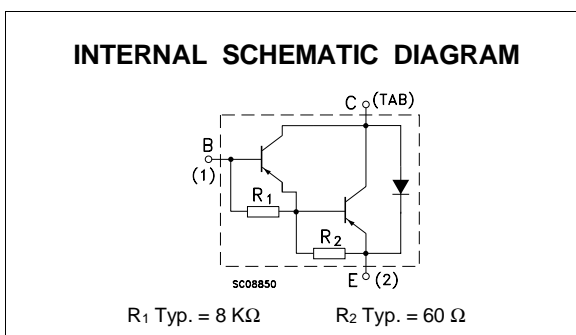 INTERNAL SCHEMATIC DIAGRAM
C (TAB)
B
(1)
R1
R2
SC08850
E (2)
R1 Typ. = 8 KΩ R2 Typ. = 60 Ω